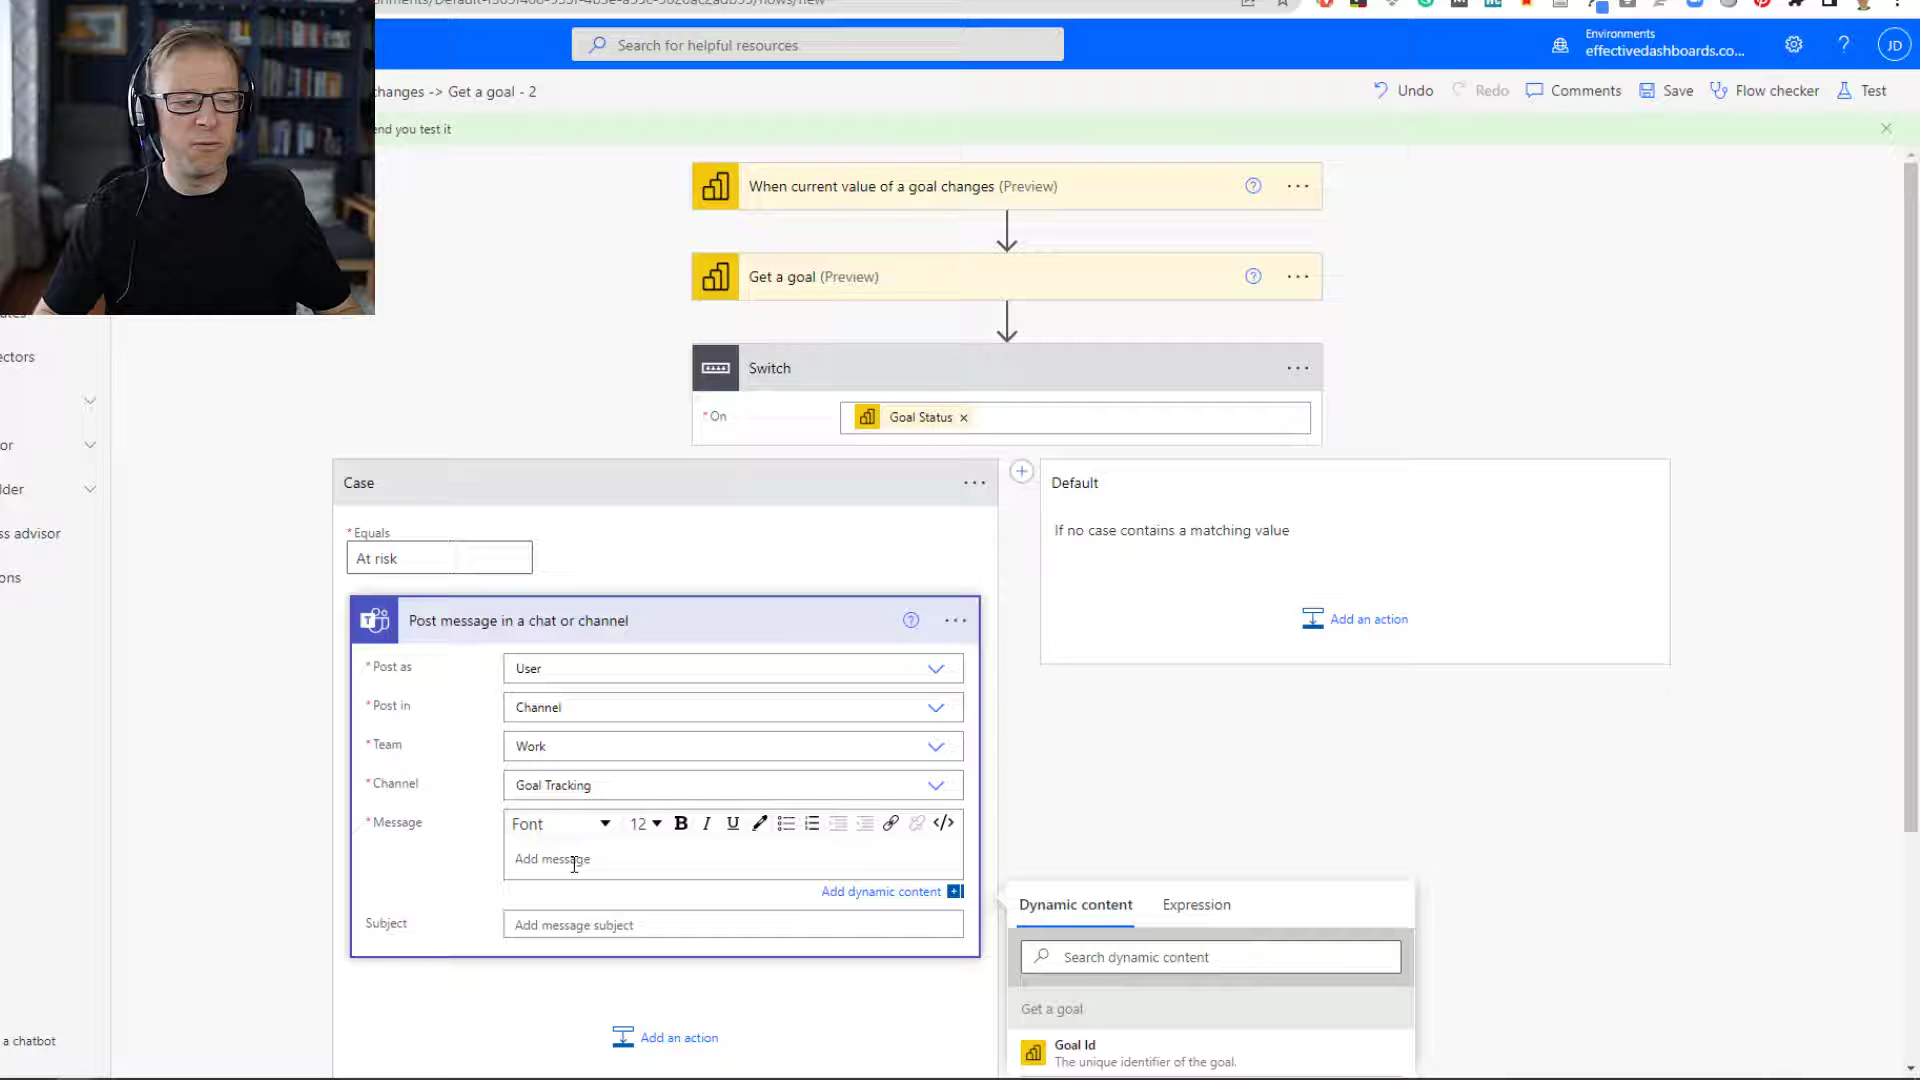 Search for helpful resources
Environments
effectivedashboards.co...
JD
changes -> Get a goal - 2
Undo
Redo
Comments
Save
Flow checker
Test
end you test it
When current value of a goal changes (Preview)
Get a goal (Preview)
Switch
* On
Goal Status ×
Case
Default
* Equals
At risk
If no case contains a matching value
Add an action
Post message in a chat or channel
* Post as
User
* Post in
Channel
* Team
Work
* Channel
Goal Tracking
* Message
Font
12
B
I
U
</>
Add message
Add dynamic content
Subject
Add message subject
Add an action
Dynamic content
Expression
Search dynamic content
Get a goal
Goal Id
The unique identifier of the goal.
ectors
or
lder
ss advisor
ons
a chatbot